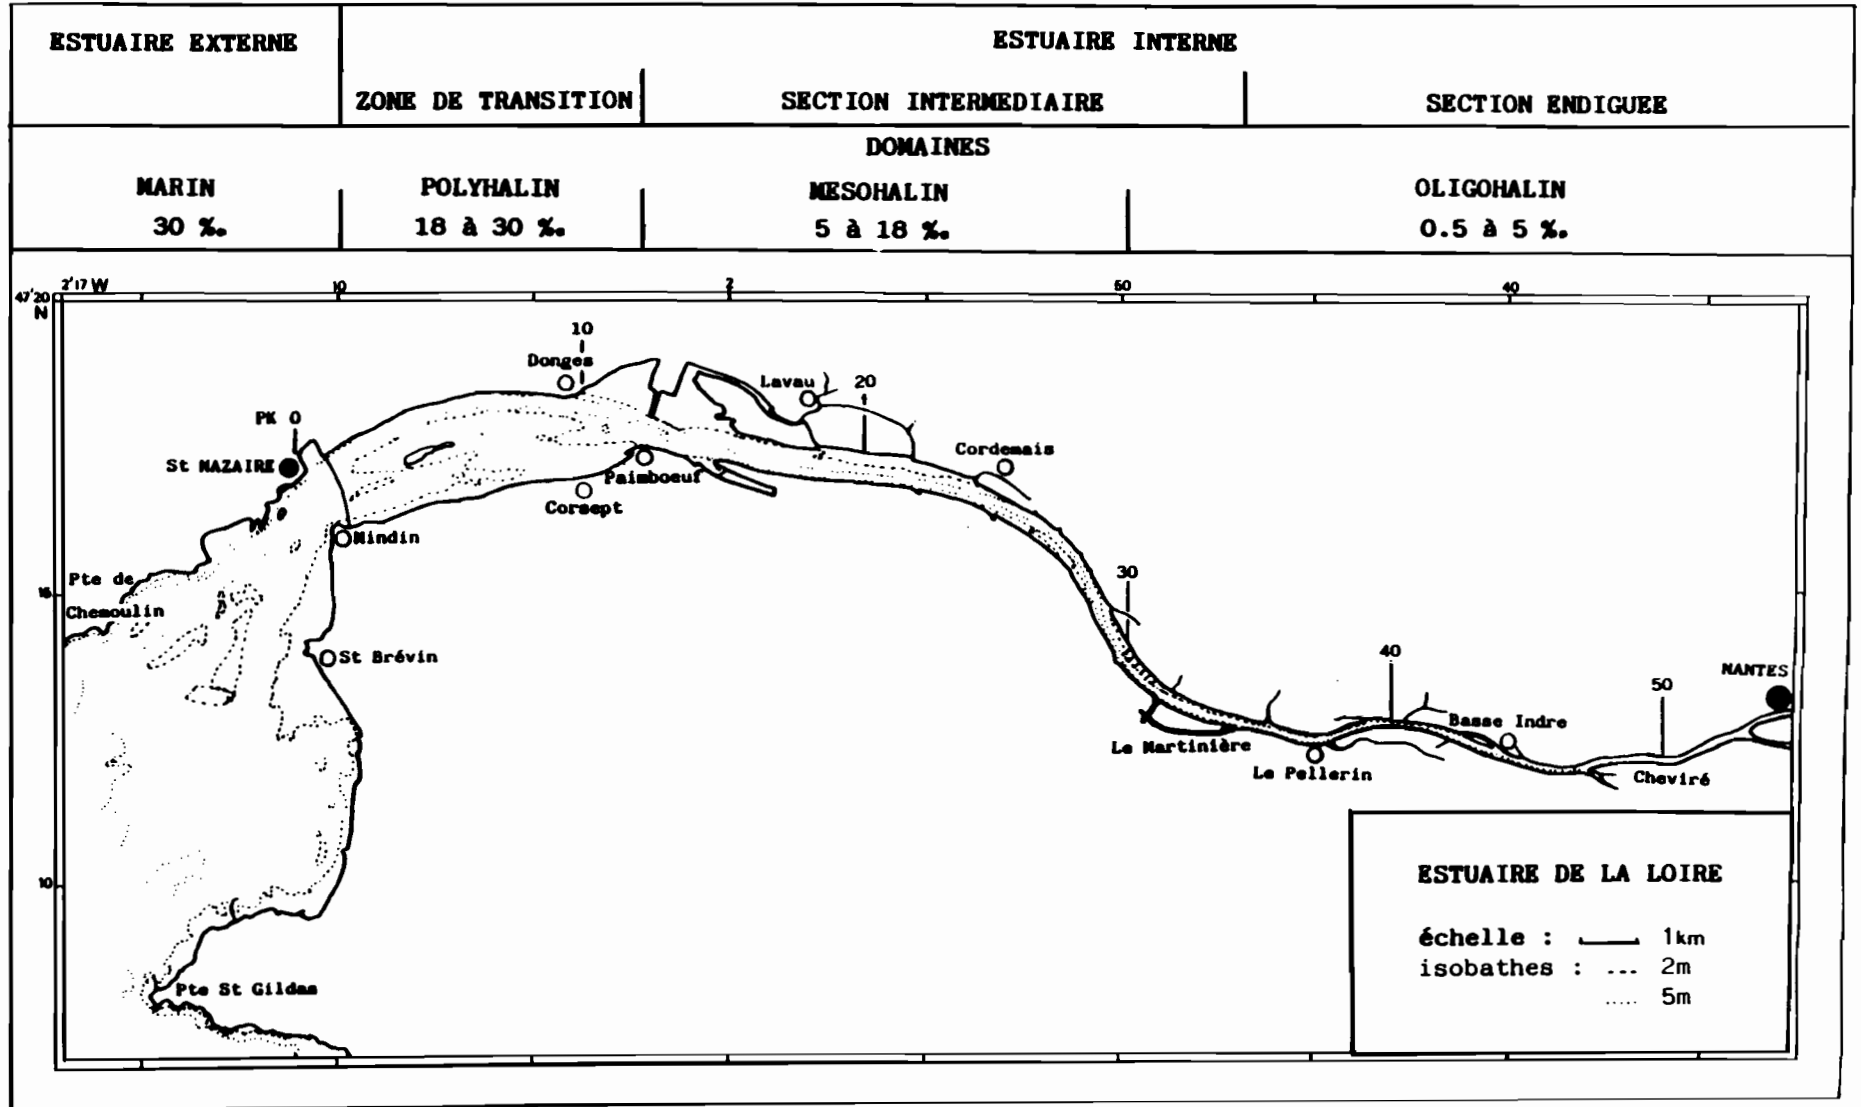 ESTUAIRE EXTERNE
ESTUAIRE INTERNE
ZONE DE TRANSITION
SECTION INTERMEDIAIRE
SECTION ENDIGUEE
DOMAINES
MARIN
POLYHALIN
MESOHALIN
OLIGOHALIN
30 ‰
18 à 30 ‰
5 à 18 ‰
0.5 à 5 ‰
2°17 W
10
2
50
40
47°20
N
10
Donges
Lavau
20
PK 0
Cordemais
St NAZAIRE
Paimboeuf
Corsept
Mindin
Pte de
Chemoulin
15
30
St Brévin
40
NANTES
50
Basse Indre
La Martinière
Le Pellerin
Cheviré
10
Pte St Gildas
ESTUAIRE DE LA LOIRE
échelle : 1km
isobathes : --- 2m
..... 5m